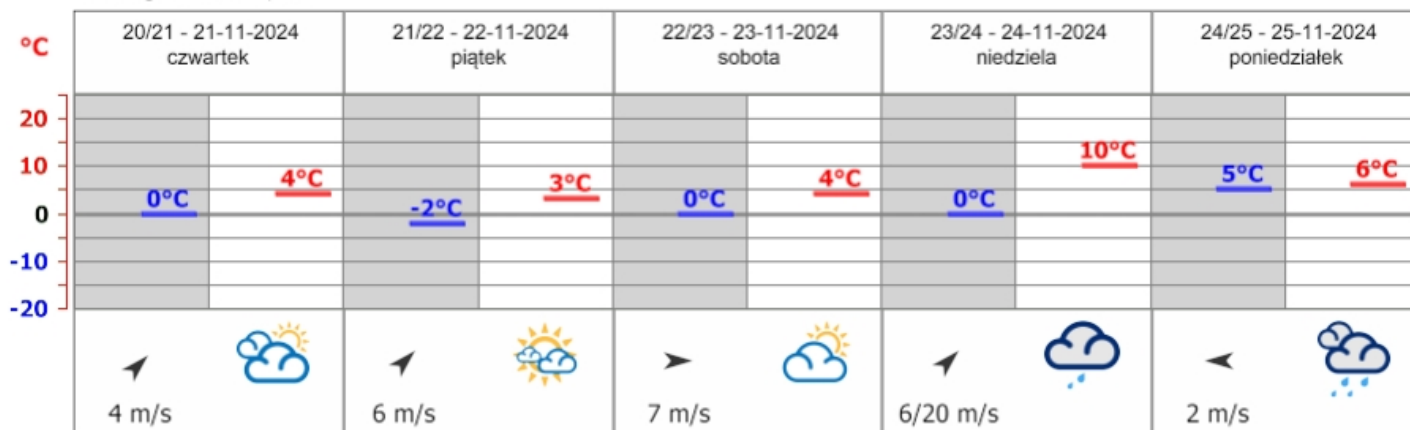 °C
20/21 - 21-11-2024
czwartek
21/22 - 22-11-2024
piątek
22/23 - 23-11-2024
sobota
23/24 - 24-11-2024
niedziela
24/25 - 25-11-2024
poniedziałek
20
10
0
-10
-20
0°C
4°C
-2°C
3°C
0°C
4°C
0°C
10°C
5°C
6°C
4 m/s
6 m/s
7 m/s
6/20 m/s
2 m/s